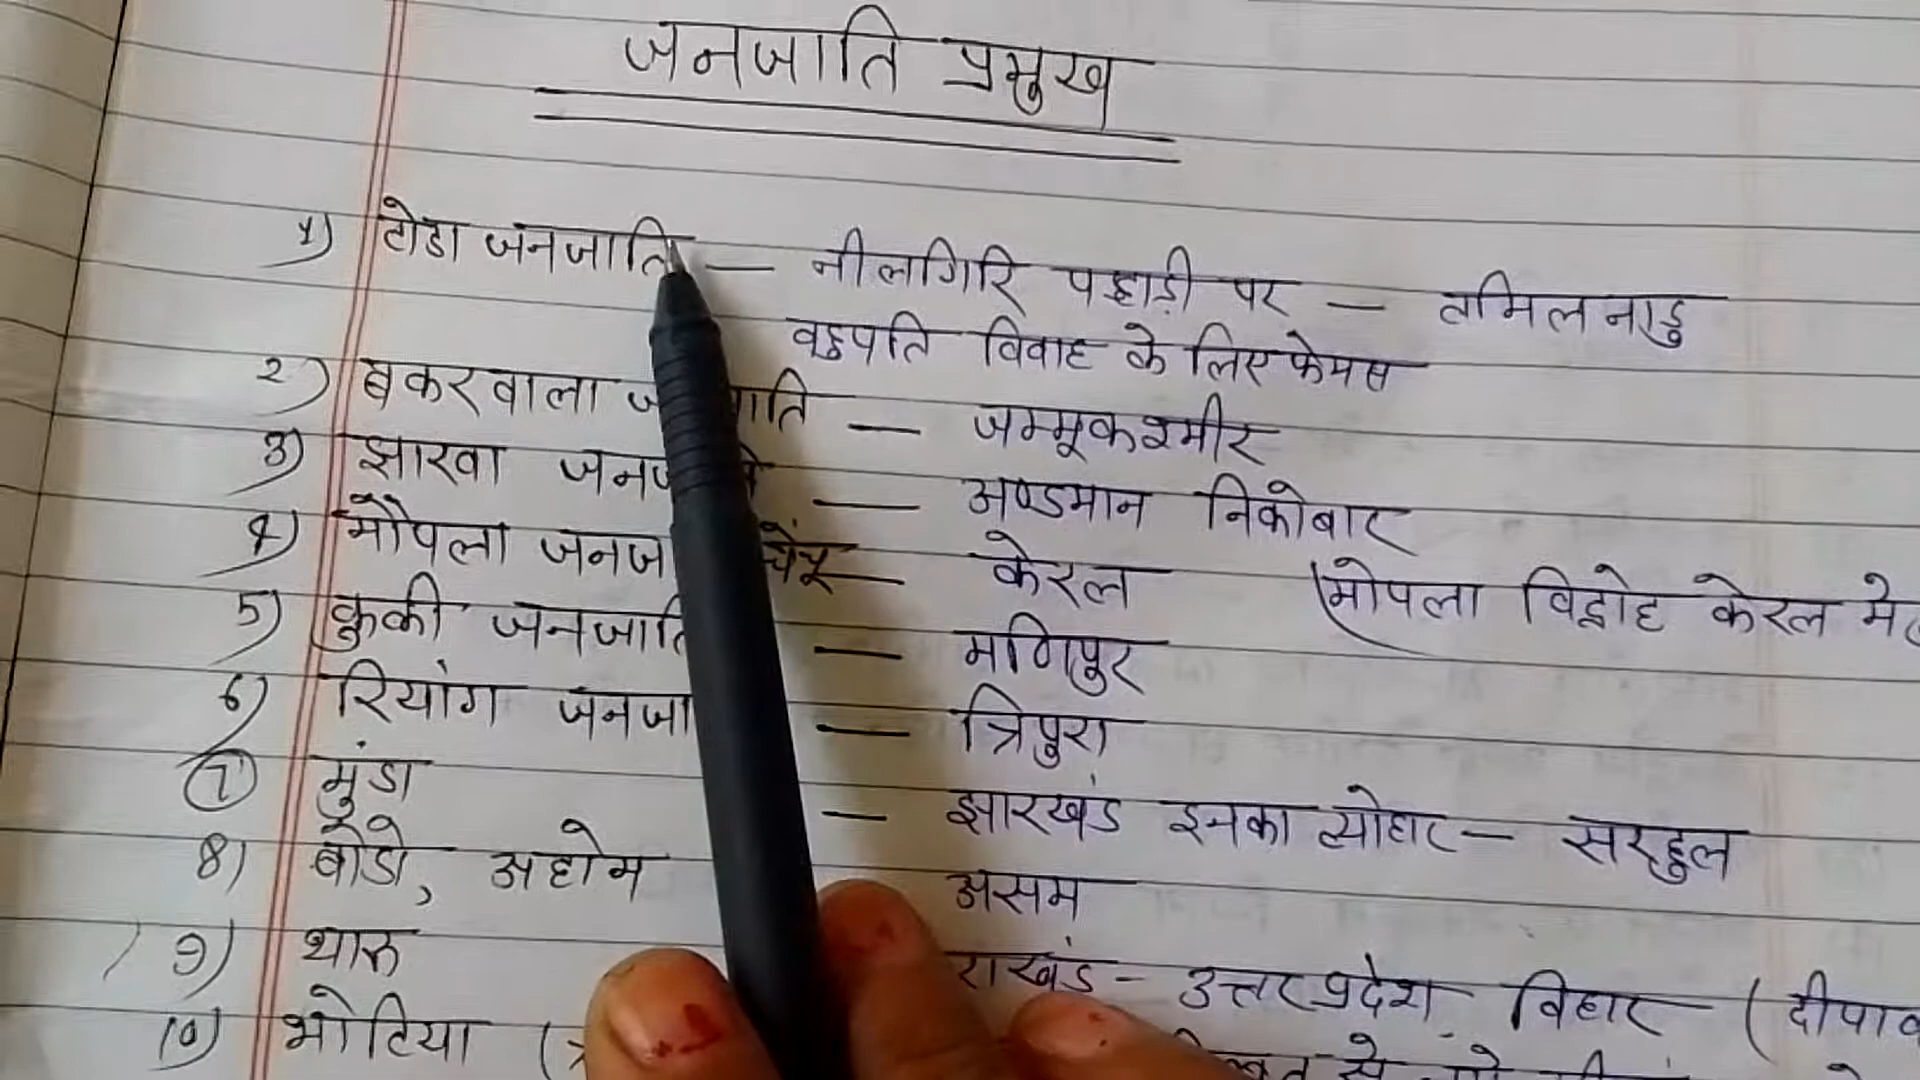 जनजाति प्रमुख
1) टोडा जनजाति — नीलगिरि पहाड़ी पर — तमिलनाडु
बहुपति विवाह के लिए फेमस
2) बकरवाला जाति — जम्मूकश्मीर
3) झारवा — अण्डमान निकोबार
4) मौपला चेंचू — केरल (मोपला विद्रोह केरल मे
5) कुकी जनजाति — मणिपुर
6) रियांग जनजा — त्रिपुरा
7 मुंडा — झारखंड इनका त्योहार — सरहुल
8) बोडो, अहोम असम
9) थारू राखंड - उत्तरप्रदेश, बिहार — (दीपाव
10) भोटिया (